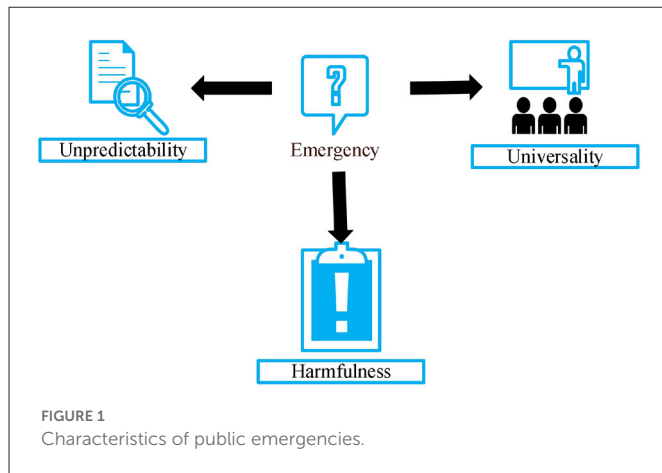 Unpredictability
Emergency
Universality
Harmfulness
FIGURE 1
Characteristics of public emergencies.